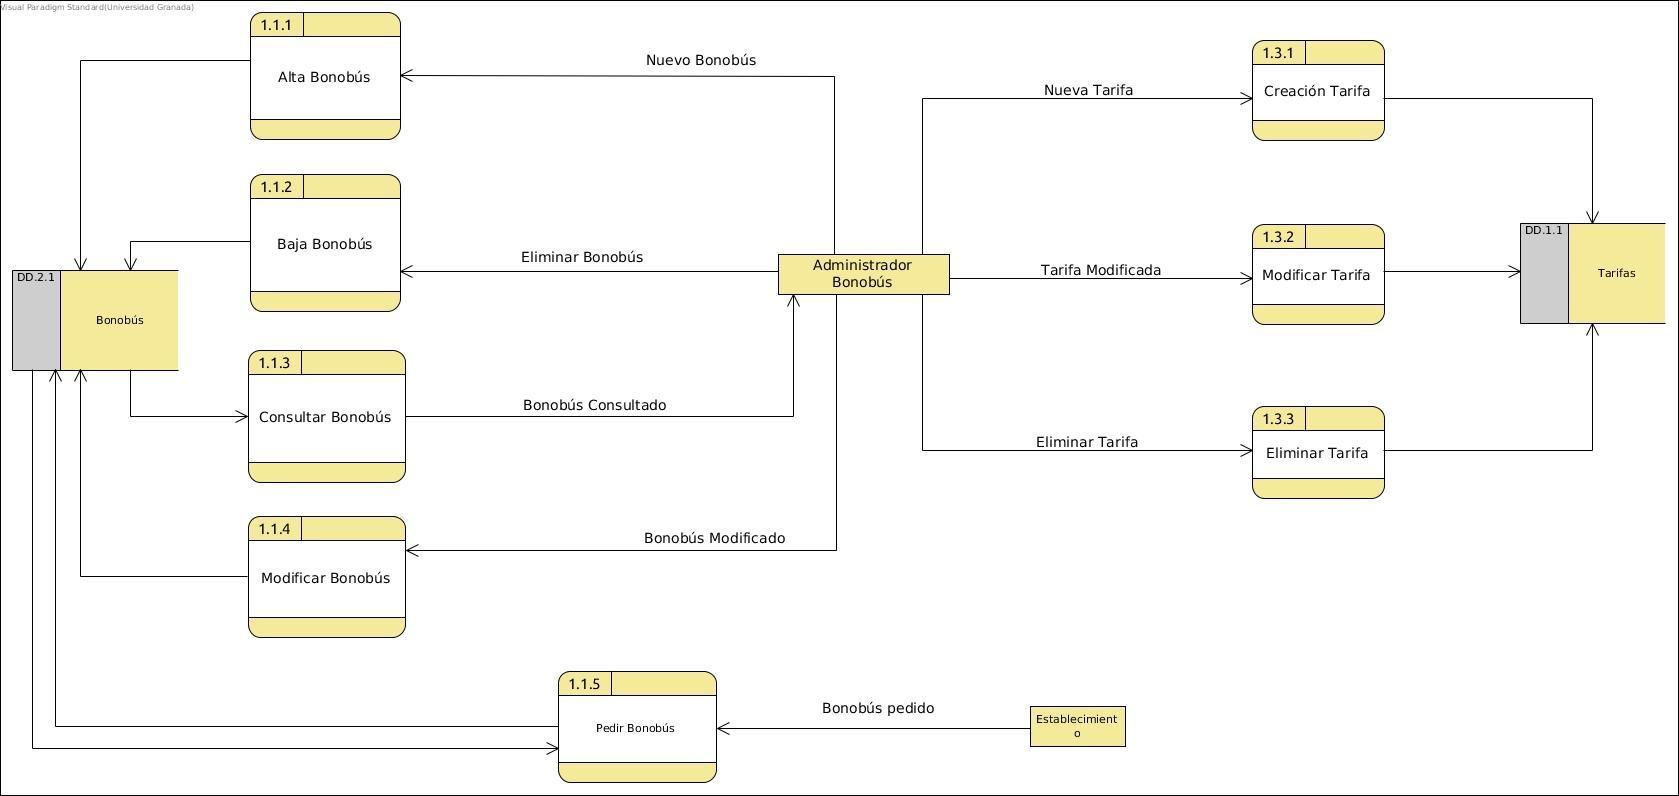 Visual Paradigm Standard(Universidad Granada)
1.1.1
Alta Bonobús
Nuevo Bonobús
Nueva Tarifa
1.3.1
Creación Tarifa
1.1.2
Baja Bonobús
Eliminar Bonobús
Administrador
Bonobús
Tarifa Modificada
1.3.2
Modificar Tarifa
DD.1.1
Tarifas
DD.2.1
Bonobús
1.1.3
Consultar Bonobús
Bonobús Consultado
Eliminar Tarifa
1.3.3
Eliminar Tarifa
1.1.4
Modificar Bonobús
Bonobús Modificado
1.1.5
Pedir Bonobús
Bonobús pedido
Establecimient
o